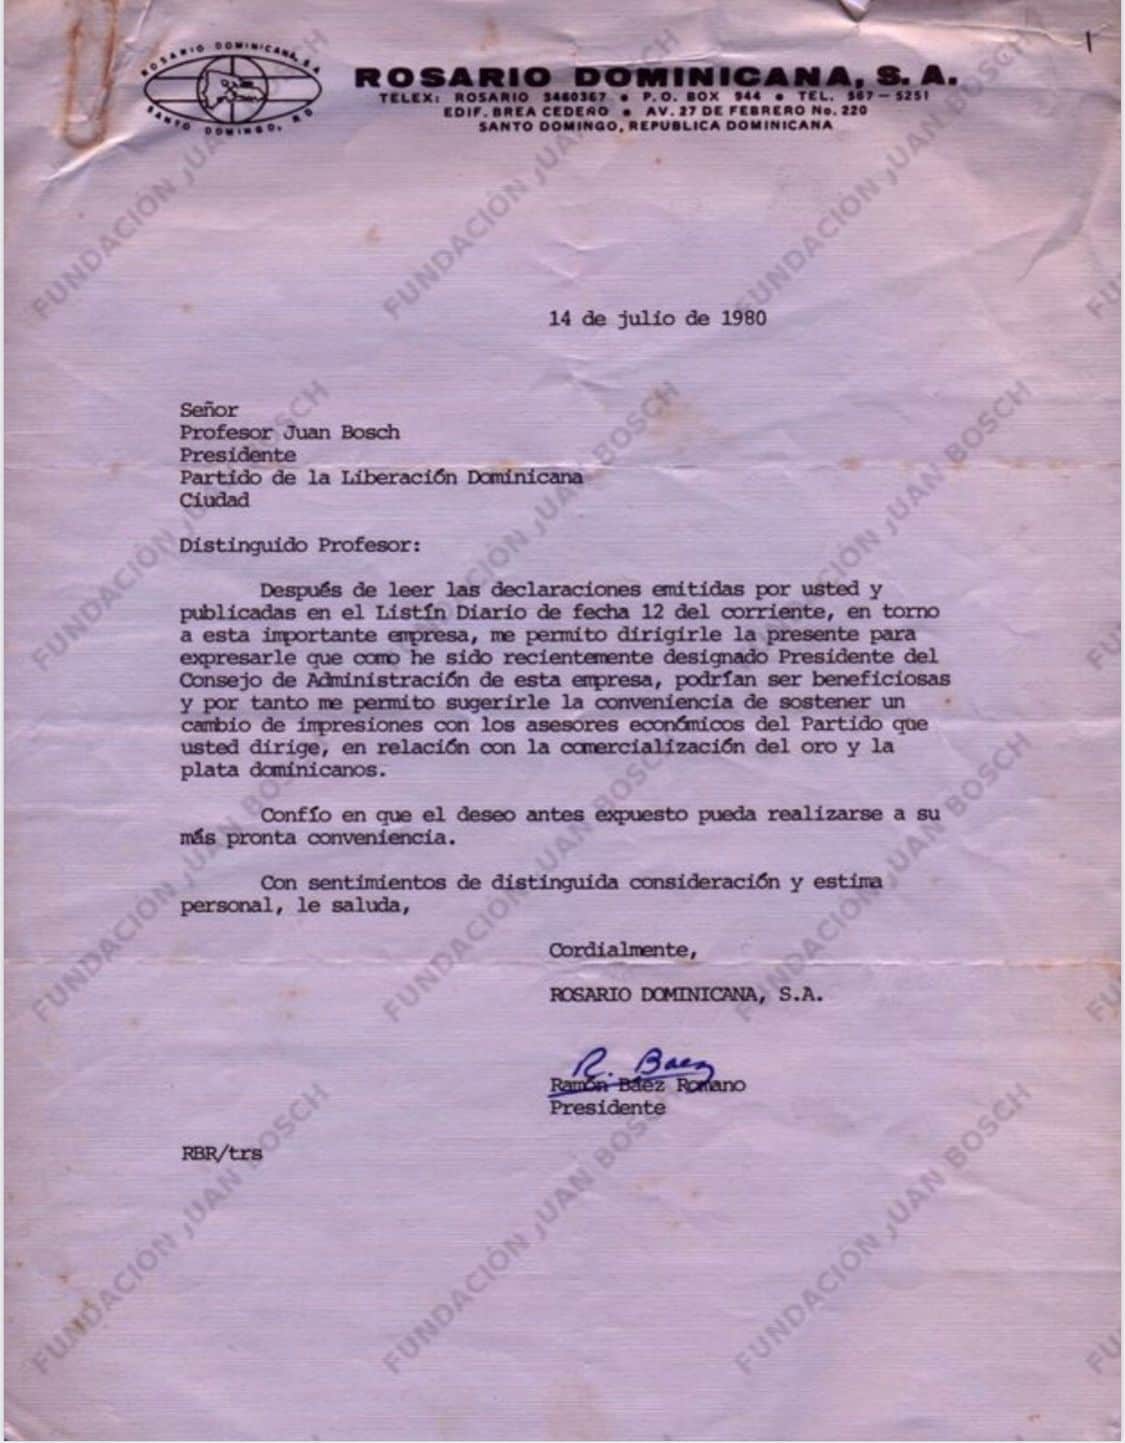 ROSARIO DOMINICANA, S. A.
SANTO DOMINGO, R D
ROSARIO DOMINICANA, S. A.
TELEX: ROSARIO 3460367 • P.O. BOX 944 • TEL. 567-5251
EDIF. BREA CEDEÑO • AV. 27 DE FEBRERO No. 220
SANTO DOMINGO, REPUBLICA DOMINICANA
14 de julio de 1980
Señor
Profesor Juan Bosch
Presidente
Partido de la Liberación Dominicana
Ciudad
Distinguido Profesor:
Después de leer las declaraciones emitidas por usted y
publicadas en el Listín Diario de fecha 12 del corriente, en torno
a esta importante empresa, me permito dirigirle la presente para
expresarle que como he sido recientemente designado Presidente del
Consejo de Administración de esta empresa, podrían ser beneficiosas
y por tanto me permito sugerirle la conveniencia de sostener un
cambio de impresiones con los asesores económicos del Partido que
usted dirige, en relación con la comercialización del oro y la
plata dominicanos.
Confío en que el deseo antes expuesto pueda realizarse a su
más pronta conveniencia.
Con sentimientos de distinguida consideración y estima
personal, le saluda,
Cordialmente,
ROSARIO DOMINICANA, S.A.
R. Baez
Ramón Báez Romano
Presidente
RBR/trs
FUNDACIÓN JUAN BOSCH